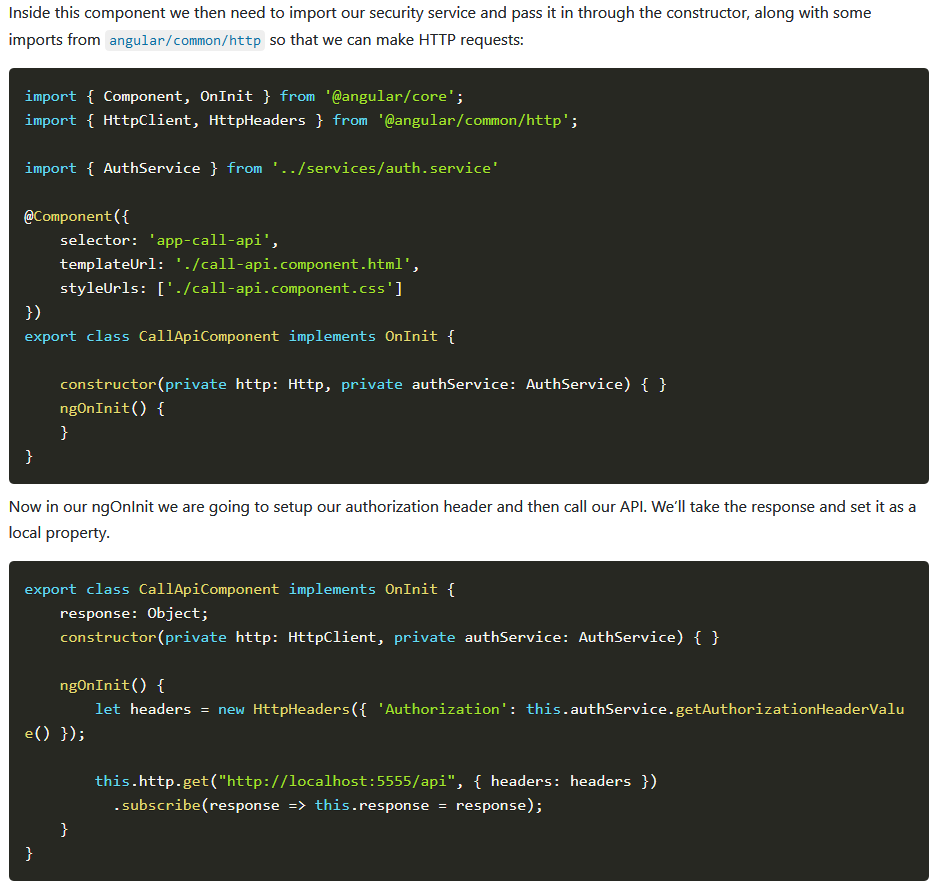 Inside this component we then need to import our security service and pass it in through the constructor, along with some
imports from angular/common/http so that we can make HTTP requests:
import { Component, OnInit } from '@angular/core';
import { HttpClient, HttpHeaders } from '@angular/common/http';
import { AuthService } from '../services/auth.service'
@Component({
    selector: 'app-call-api',
    templateUrl: './call-api.component.html',
    styleUrls: ['./call-api.component.css']
})
export class CallApiComponent implements OnInit {
    constructor(private http: Http, private authService: AuthService) { }
    ngOnInit() {
    }
}
Now in our ngOnInit we are going to setup our authorization header and then call our API. We’ll take the response and set it as a
local property.
export class CallApiComponent implements OnInit {
    response: Object;
    constructor(private http: HttpClient, private authService: AuthService) { }
    ngOnInit() {
        let headers = new HttpHeaders({ 'Authorization': this.authService.getAuthorizationHeaderValu
e() });
        this.http.get("http://localhost:5555/api", { headers: headers })
          .subscribe(response => this.response = response);
    }
}